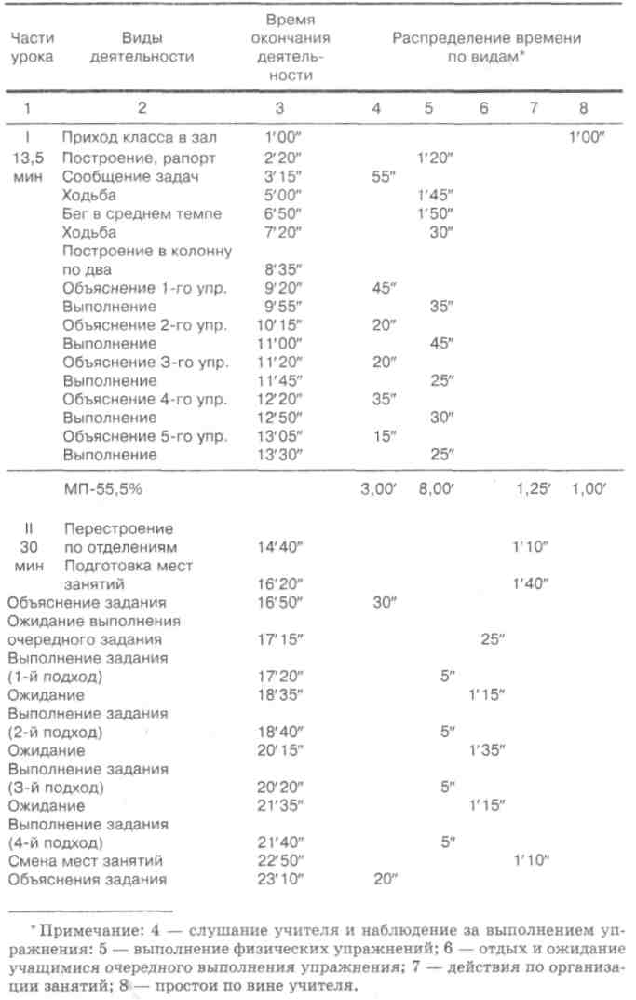 Части урока Виды деятельности Время окончания деятель-ности Распределение времени по видам*
1 2 3 4 5 6 7 8
I Приход класса в зал 1′00″ 1′00″
13,5 Построение, рапорт 2′20″ 1′20″
мин Сообщение задач 3′15″ 55″
Ходьба 5′00″ 1′45″
Бег в среднем темпе 6′50″ 1′50″
Ходьба 7′20″ 30″
Построение в колонну
по два 8′35″
Объяснение 1-го упр. 9′20″ 45″
Выполнение 9′55″ 35″
Объяснение 2-го упр. 10′15″ 20″
Выполнение 11′00″ 45″
Объяснение 3-го упр. 11′20″ 20″
Выполнение 11′45″ 25″
Объяснение 4-го упр. 12′20″ 35″
Выполнение 12′50″ 30″
Объяснение 5-го упр. 13′05″ 15″
Выполнение 13′30″ 25″
МП-55,5% 3,00′ 8,00′ 1,25′ 1,00′
II Перестроение
30 по отделениям 14′40″ 1′10″
мин Подготовка мест
занятий 16′20″ 1′40″
Объяснение задания 16′50″ 30″
Ожидание выполнения
очередного задания 17′15″ 25″
Выполнение задания
(1-й подход) 17′20″ 5″
Ожидание 18′35″ 1′15″
Выполнение задания
(2-й подход) 18′40″ 5″
Ожидание 20′15″ 1′35″
Выполнение задания
(3-й подход) 20′20″ 5″
Ожидание 21′35″ 1′15″
Выполнение задания
(4-й подход) 21′40″ 5″
Смена мест занятий 22′50″ 1′10″
Объяснения задания 23′10″ 20″
* Примечание: 4 — слушание учителя и наблюдение за выполнением уп-
ражнения: 5 — выполнение физических упражнений; 6 — отдых и ожидание
учащимися очередного выполнения упражнения; 7 — действия по организа-
ции занятий; 8 — простои по вине учителя.